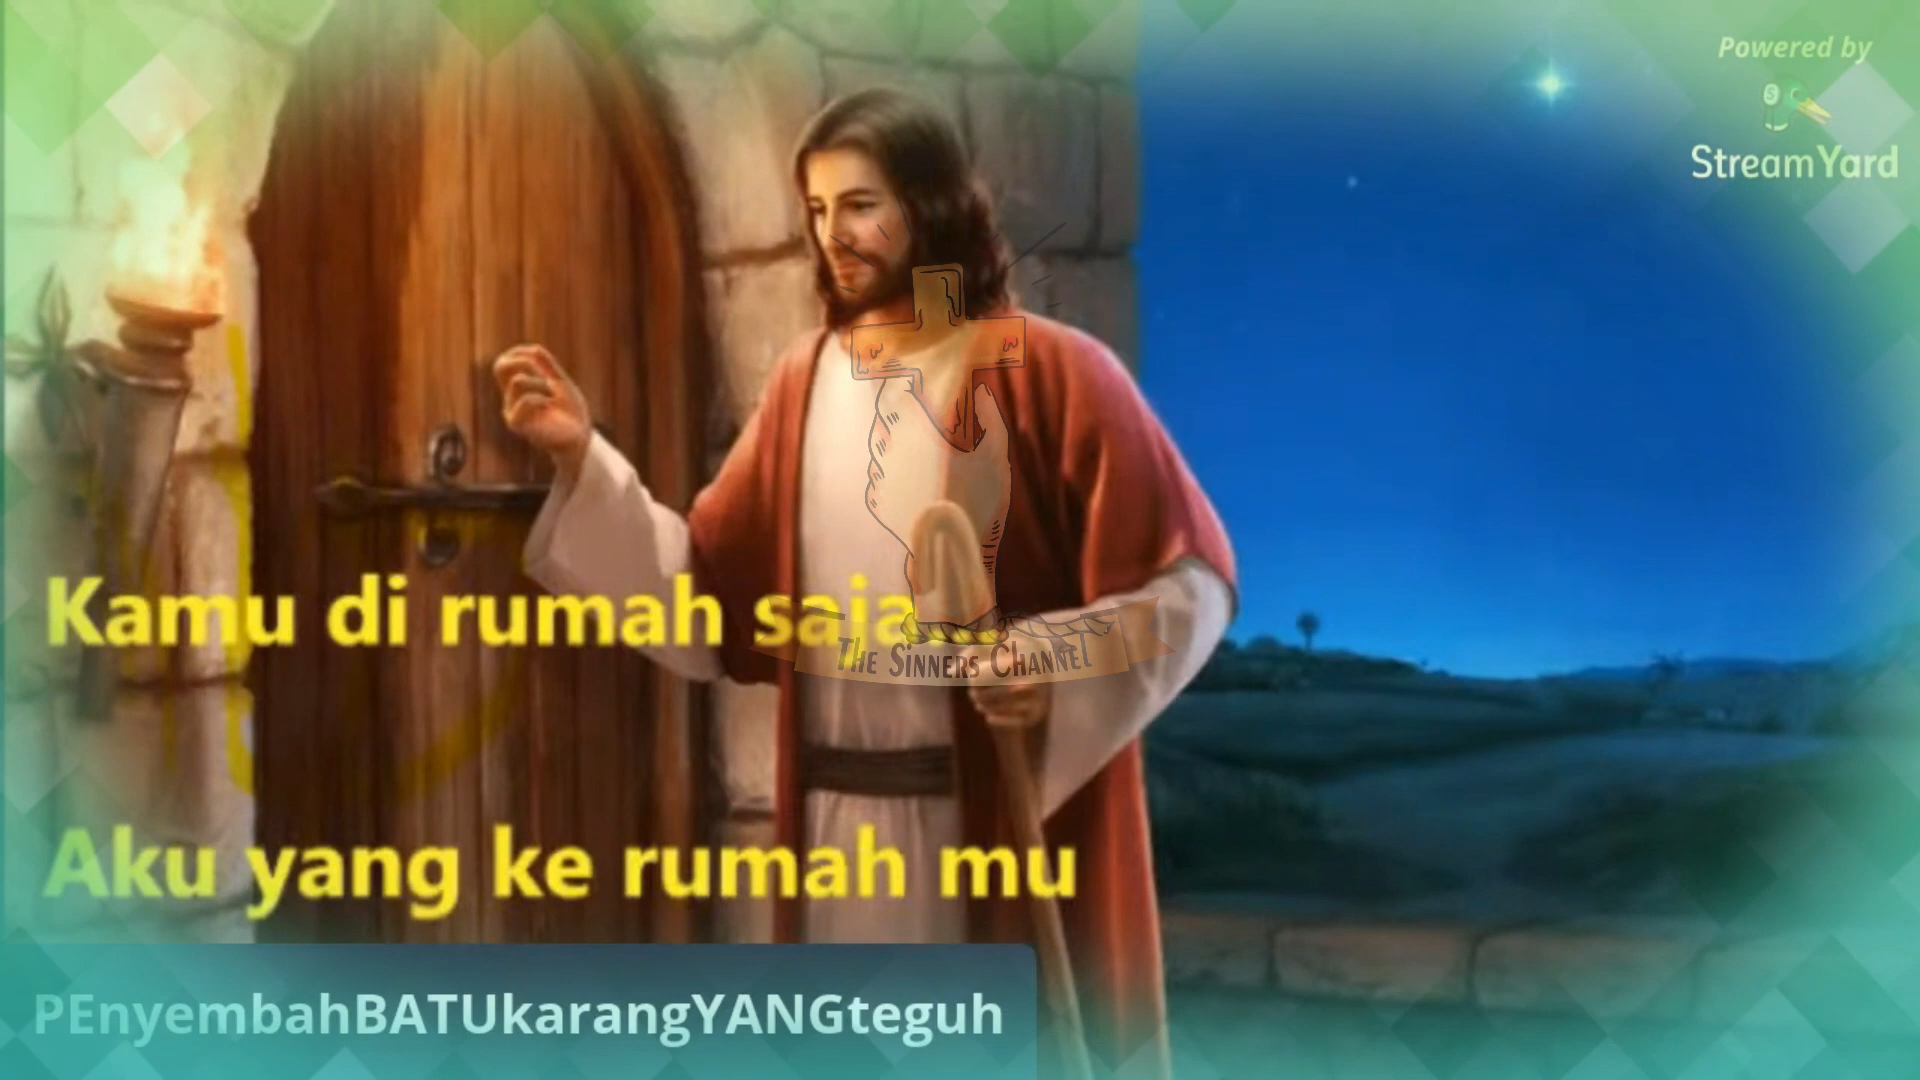 Powered by
StreamYard
Kamu di rumah saja
The Sinners Channel
Aku yang ke rumah mu
PEnyembahBATUkarangYANGteguh